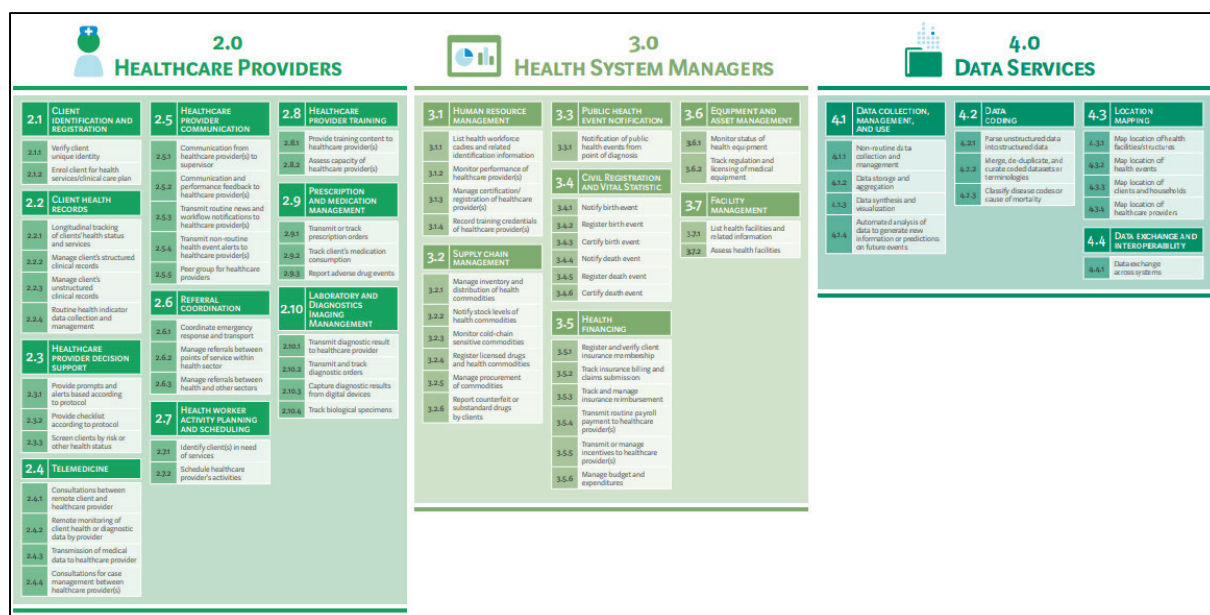 2.0
HEALTHCARE PROVIDERS
2.1 CLIENT
IDENTIFICATION AND
REGISTRATION
2.1.1 Verify client
unique identity
2.1.2 Enrol client for health
services/clinical care plan
2.2 CLIENT HEALTH
RECORDS
2.2.1 Longitudinal tracking
of clients' health status
and services
2.2.2 Manage client's structured
clinical records
2.2.3 Manage client's
unstructured
clinical records
2.2.4 Routine health indicator
data collection and
management
2.3 HEALTHCARE
PROVIDER DECISION
SUPPORT
2.3.1 Provide prompts and
alerts based according
to protocol
2.3.2 Provide checklist
according to protocol
2.3.3 Screen clients by risk or
other health status
2.4 TELEMEDICINE
2.4.1 Consultations between
remote client and
healthcare provider
2.4.2 Remote monitoring of
client health or diagnostic
data by provider
2.4.3 Transmission of medical
data to healthcare provider
2.4.4 Consultations for case
management between
healthcare provider(s)
2.5 HEALTHCARE
PROVIDER
COMMUNICATION
2.5.1 Communication from
healthcare provider(s) to
supervisor
2.5.2 Communication and
performance feedback to
healthcare provider(s)
2.5.3 Transmit routine news and
workflow notifications to
healthcare provider(s)
2.5.4 Transmit non-routine
health event alerts to
healthcare provider(s)
2.5.5 Peer group for healthcare
providers
2.6 REFERRAL
COORDINATION
2.6.1 Coordinate emergency
response and transport
2.6.2 Manage referrals between
points of service within
health sector
2.6.3 Manage referrals between
health and other sectors
2.7 HEALTH WORKER
ACTIVITY PLANNING
AND SCHEDULING
2.7.1 Identify client(s) in need
of services
2.7.2 Schedule healthcare
provider's activities
2.8 HEALTHCARE
PROVIDER TRAINING
2.8.1 Provide training content to
healthcare provider(s)
2.8.2 Assess capacity of
healthcare provider(s)
2.9 PRESCRIPTION
AND MEDICATION
MANAGEMENT
2.9.1 Transmit or track
prescription orders
2.9.2 Track client's medication
consumption
2.9.3 Report adverse drug events
2.10 LABORATORY AND
DIAGNOSTICS
IMAGING
MANAGEMENT
2.10.1 Transmit diagnostic result
to healthcare provider
2.10.2 Transmit and track
diagnostic orders
2.10.3 Capture diagnostic results
from digital devices
2.10.4 Track biological specimens
3.0
HEALTH SYSTEM MANAGERS
3.1 HUMAN RESOURCE
MANAGEMENT
3.1.1 List health workforce
cadres and related
identification information
3.1.2 Monitor performance of
healthcare provider(s)
3.1.3 Manage certification/
registration of healthcare
provider(s)
3.1.4 Record training credentials
of healthcare provider(s)
3.2 SUPPLY CHAIN
MANAGEMENT
3.2.1 Manage inventory and
distribution of health
commodities
3.2.2 Notify stock levels of
health commodities
3.2.3 Monitor cold-chain
sensitive commodities
3.2.4 Register licensed drugs
and health commodities
3.2.5 Manage procurement
of commodities
3.2.6 Report counterfeit or
substandard drugs
by clients
3.3 PUBLIC HEALTH
EVENT NOTIFICATION
3.3.1 Notification of public
health events from
point of diagnosis
3.4 CIVIL REGISTRATION
AND VITAL STATISTIC
3.4.1 Notify birth event
3.4.2 Register birth event
3.4.3 Certify birth event
3.4.4 Notify death event
3.4.5 Register death event
3.4.6 Certify death event
3.5 HEALTH
FINANCING
3.5.1 Register and verify client
insurance membership
3.5.2 Track insurance billing and
claims submission
3.5.3 Track and manage
insurance reimbursement
3.5.4 Transmit routine payroll
payment to healthcare
provider(s)
3.5.5 Transmit or manage
incentives to healthcare
provider(s)
3.5.6 Manage budget and
expenditures
3.6 EQUIPMENT AND
ASSET MANAGEMENT
3.6.1 Monitor status of
health equipment
3.6.2 Track regulation and
licensing of medical
equipment
3.7 FACILITY
MANAGEMENT
3.7.1 List health facilities and
related information
3.7.2 Assess health facilities
4.0
DATA SERVICES
4.1 DATA COLLECTION,
MANAGEMENT,
AND USE
4.1.1 Non-routine data
collection and
management
4.1.2 Data storage and
aggregation
4.1.3 Data synthesis and
visualization
4.1.4 Automated analysis of
data to generate new
information or predictions
on future events
4.2 DATA
CODING
4.2.1 Parse unstructured data
into structured data
4.2.2 Merge, de-duplicate, and
curate coded datasets or
terminologies
4.2.3 Classify disease codes or
cause of mortality
4.3 LOCATION
MAPPING
4.3.1 Map location of health
facilities/structures
4.3.2 Map location of
health events
4.3.3 Map location of
clients and households
4.3.4 Map location of
healthcare providers
4.4 DATA EXCHANGE AND
INTEROPERABILITY
4.4.1 Data exchange
across systems